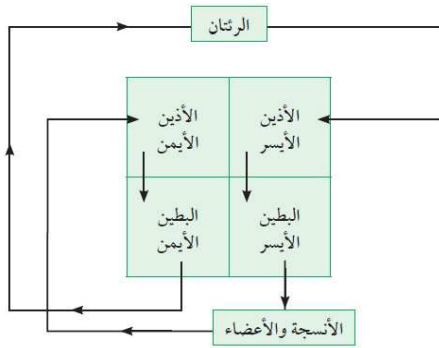 الرئتان
الأذين
الأيمن
الأذين
الأيسر
البطين
الأيمن
البطين
الأيسر
الأنسجة والأعضاء